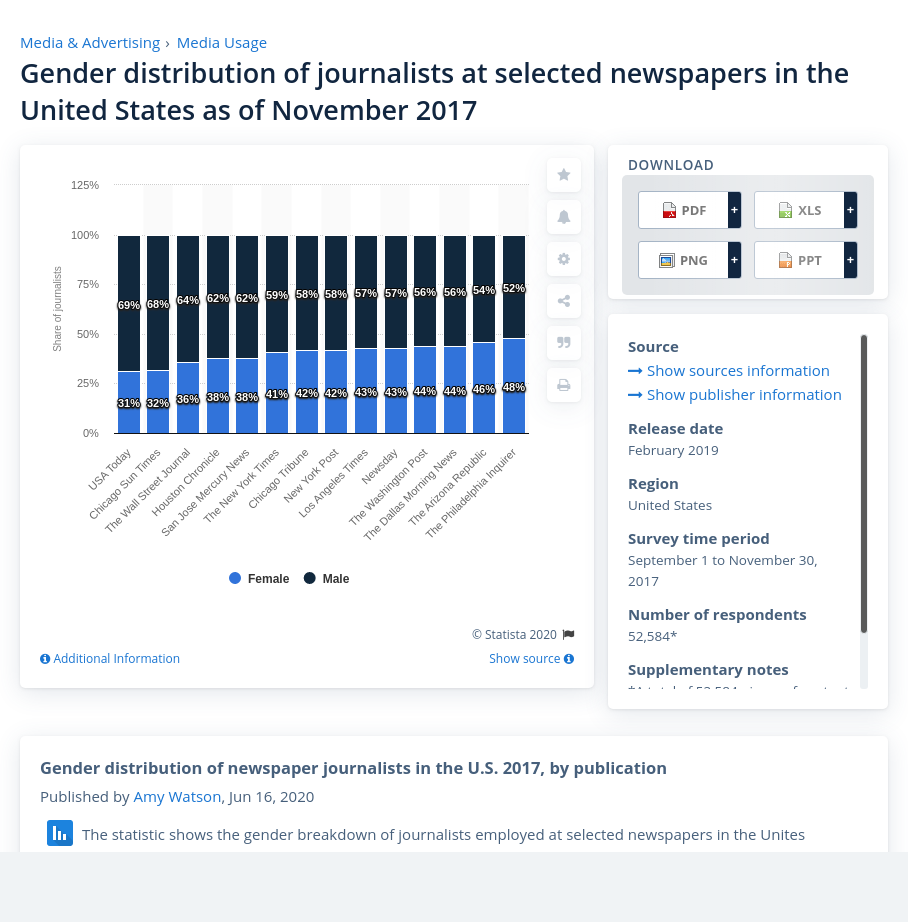 Media & Advertising › Media Usage
Gender distribution of journalists at selected newspapers in the
United States as of November 2017
125%
100%
75%
50%
25%
0%
Share of journalists
69% 68% 64% 62% 62% 59% 58% 58% 57% 57% 56% 56% 54% 52%
31% 32% 36% 38% 38% 41% 42% 42% 43% 43% 44% 44% 46% 48%
USA Today
Chicago Sun Times
The Wall Street Journal
Houston Chronicle
San Jose Mercury News
The New York Times
Chicago Tribune
New York Post
Los Angeles Times
Newsday
The Washington Post
The Dallas Morning News
The Arizona Republic
The Philadelphia Inquirer
Female Male
© Statista 2020
Additional Information Show source
DOWNLOAD
PDF + XLS +
PNG + PPT +
Source
Show sources information
Show publisher information
Release date
February 2019
Region
United States
Survey time period
September 1 to November 30,
2017
Number of respondents
52,584*
Supplementary notes
Gender distribution of newspaper journalists in the U.S. 2017, by publication
Published by Amy Watson, Jun 16, 2020
The statistic shows the gender breakdown of journalists employed at selected newspapers in the Unites